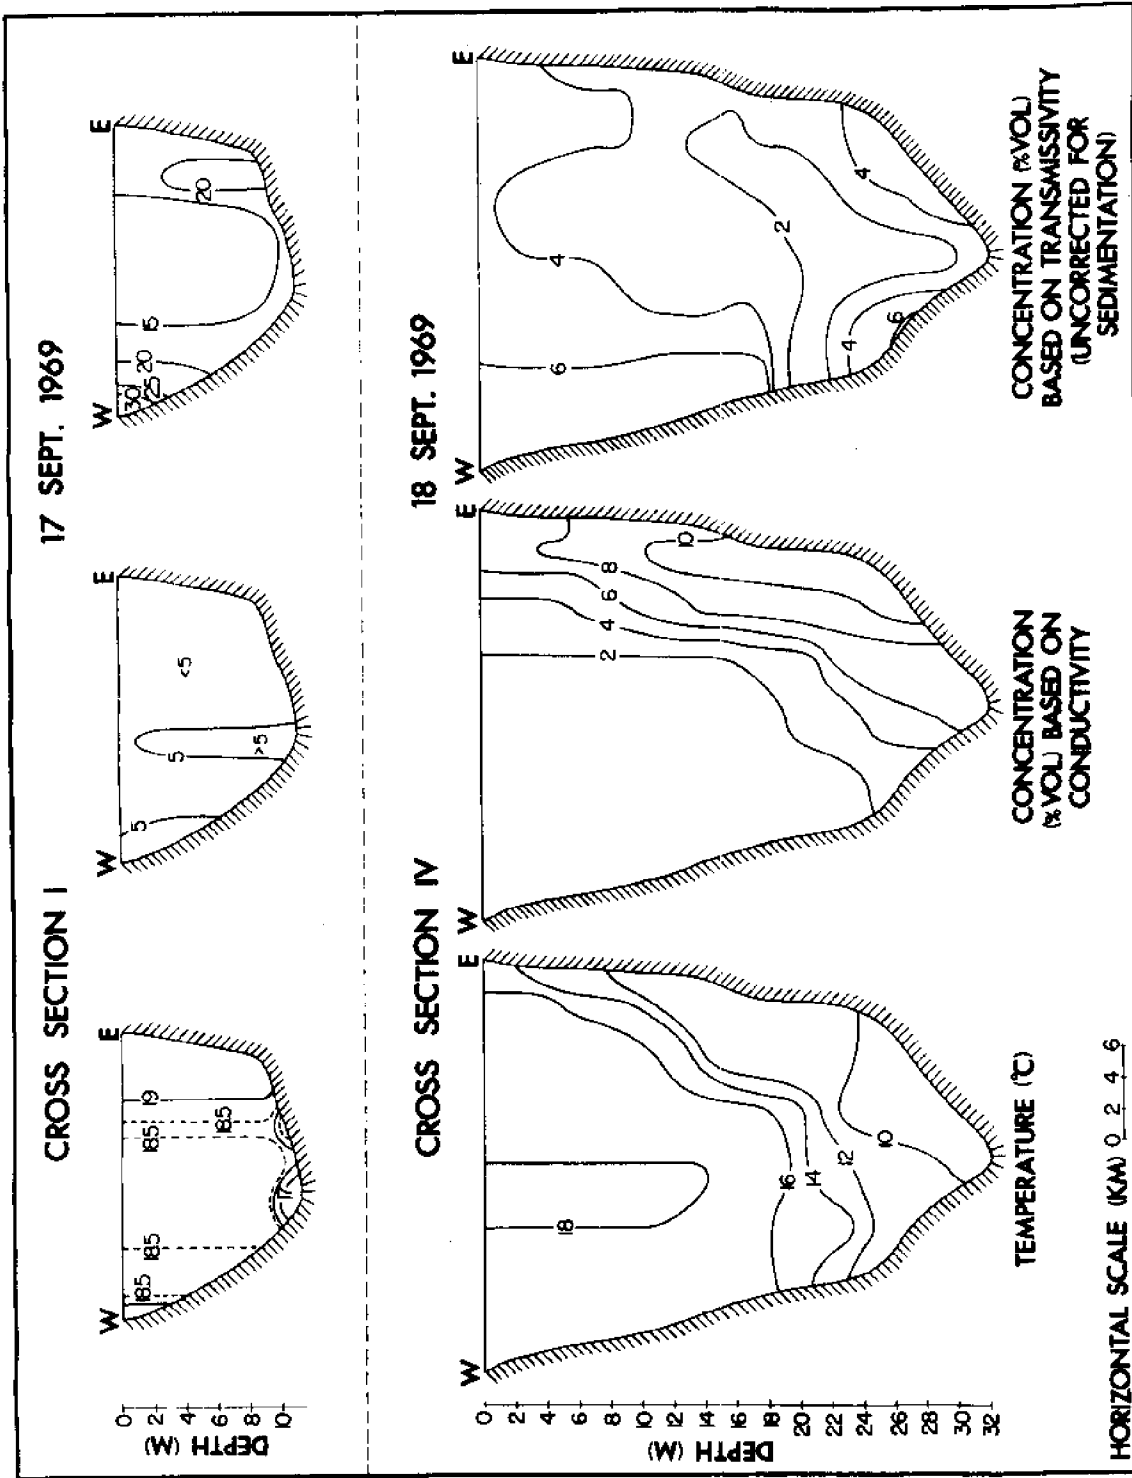 CROSS SECTION I
17 SEPT. 1969
DEPTH (M)
0
2
4
6
8
10
W
E
18.5
18.5
18.5
18.5
19
17
W
E
5
5
>5
<5
W
E
30
25
20
15
20
CROSS SECTION IV
18 SEPT. 1969
DEPTH (M)
0
2
4
6
8
10
12
14
16
18
20
22
24
26
28
30
32
W
E
18
16
14
12
10
W
E
2
4
6
8
10
W
E
6
4
2
4
4
6
TEMPERATURE (°C)
CONCENTRATION
(%VOL) BASED ON
CONDUCTIVITY
CONCENTRATION (%VOL)
BASED ON TRANSMISSIVITY
(UNCORRECTED FOR
SEDIMENTATION)
HORIZONTAL SCALE (KM) 0 2 4 6